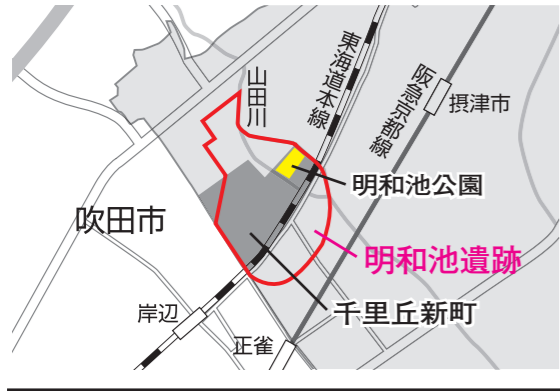 山田川
東海道本線
阪急京都線
摂津市
明和池公園
吹田市
明和池遺跡
千里丘新町
岸辺
正雀